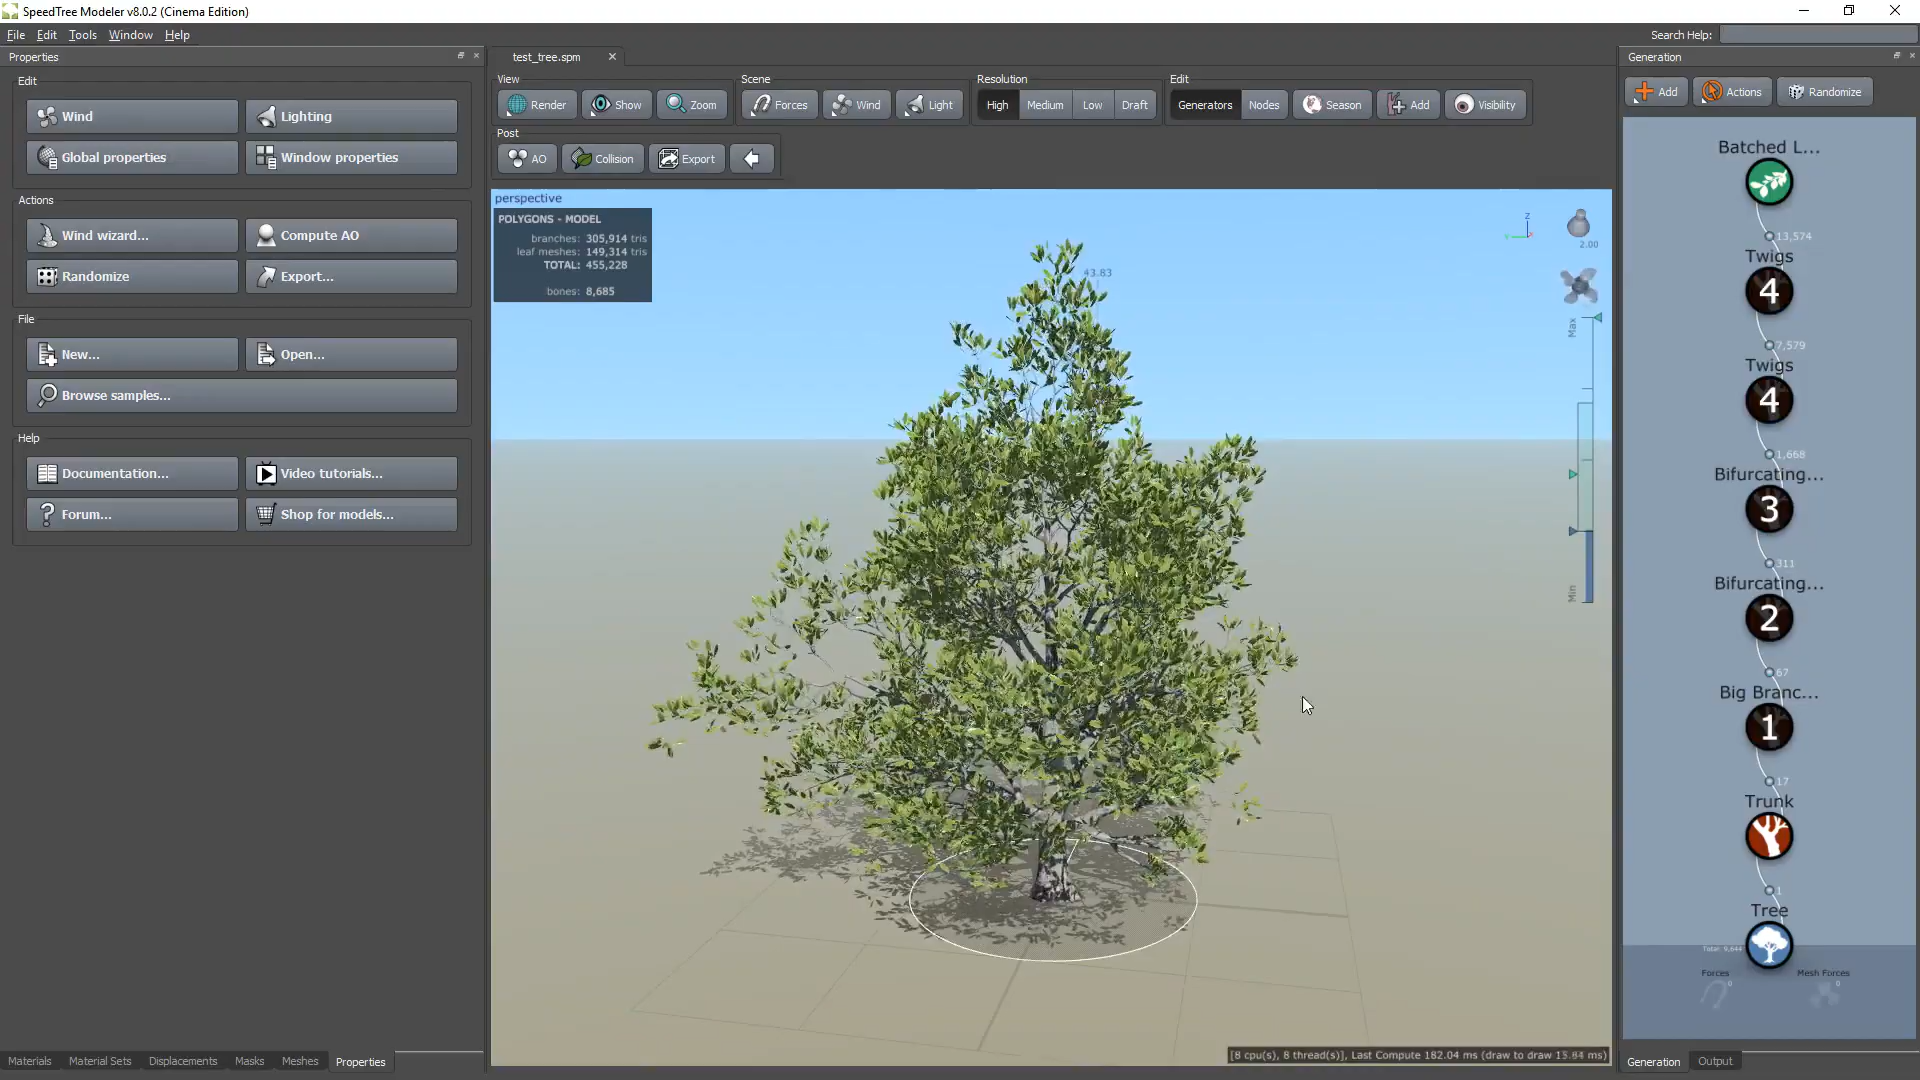 SpeedTree Modeler v8.0.2 (Cinema Edition)
File Edit Tools Window Help
Search Help:
Properties
Edit
Wind
Lighting
Global properties
Window properties
Actions
Wind wizard...
Compute AO
Randomize
Export...
File
New...
Open...
Browse samples...
Help
Documentation...
Video tutorials...
Forum...
Shop for models...
Materials Material Sets Displacements Masks Meshes Properties
test_tree.spm
View
Render Show Zoom
Scene
Forces Wind Light
Resolution
High Medium Low Draft
Edit
Generators Nodes Season Add Visibility
Post
AO Collision Export
perspective
POLYGONS - MODEL
branches: 305,914 tris
leaf meshes: 149,314 tris
TOTAL: 455,228
bones: 8,685
43.83
Z
2.00
Max
Min
[8 cpu(s), 8 thread(s)], Last Compute 182.04 ms (draw to draw 13.84 ms)
Generation
Add Actions Randomize
Batched L...
13,574
Twigs
4
7,579
Twigs
4
1,668
Bifurcating...
3
311
Bifurcating...
2
67
Big Branc...
1
17
Trunk
1
Tree
Forces
0
Mesh Forces
0
Generation Output